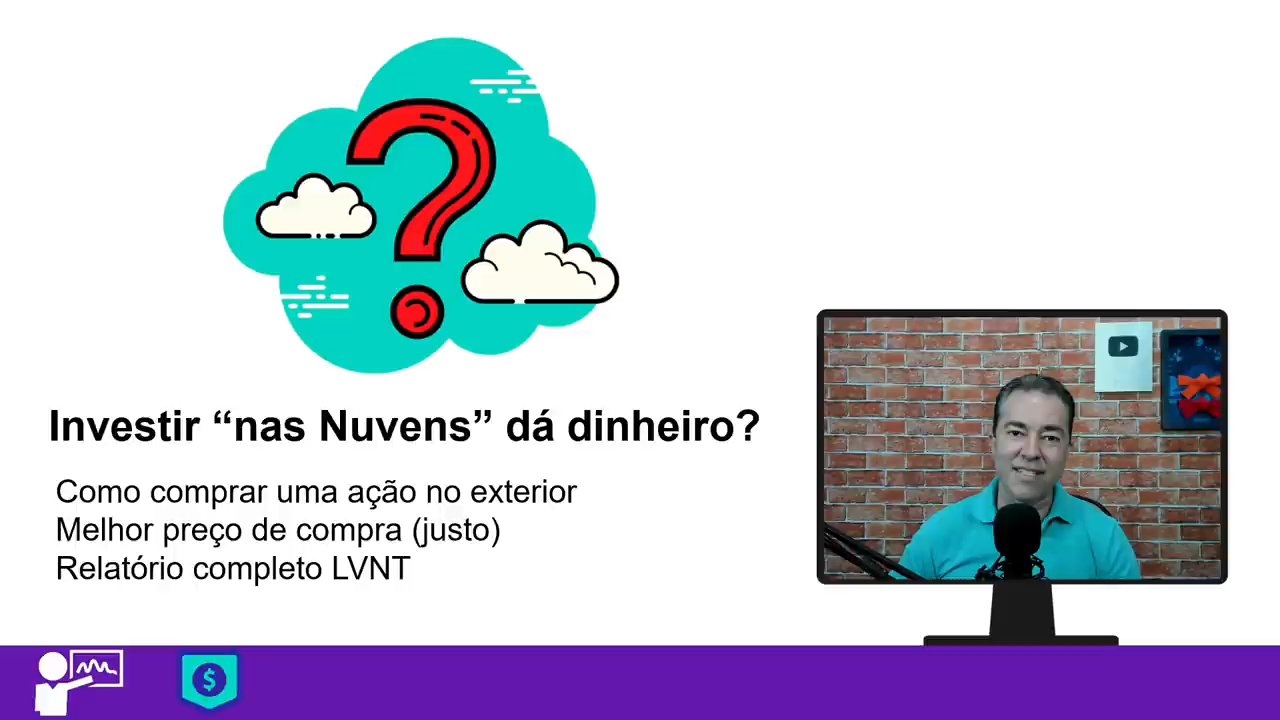 Investir “nas Nuvens” dá dinheiro?
Como comprar uma ação no exterior
Melhor preço de compra (justo)
Relatório completo LVNT